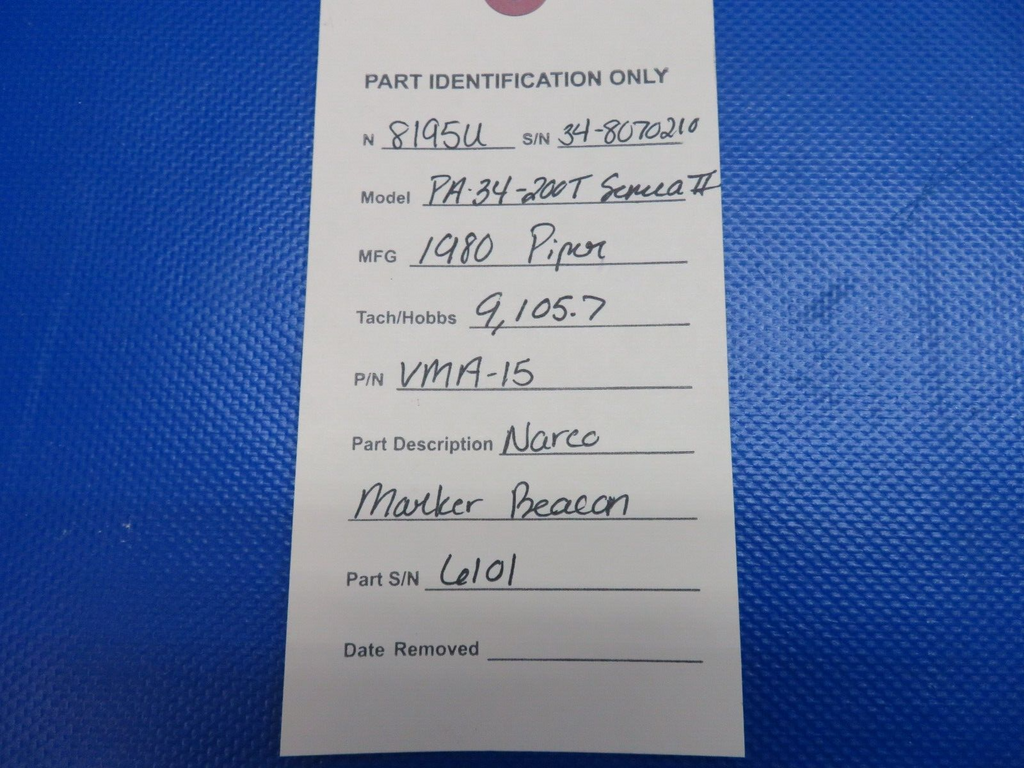 PART IDENTIFICATION ONLY
N 8195U S/N 34-8070210
Model PA-34-200T Seneca II
MFG 1980 Piper
Tach/Hobbs 9,105.7
P/N VMA-15
Part Description Narco
Marker Beacon
Part S/N 6101
Date Removed